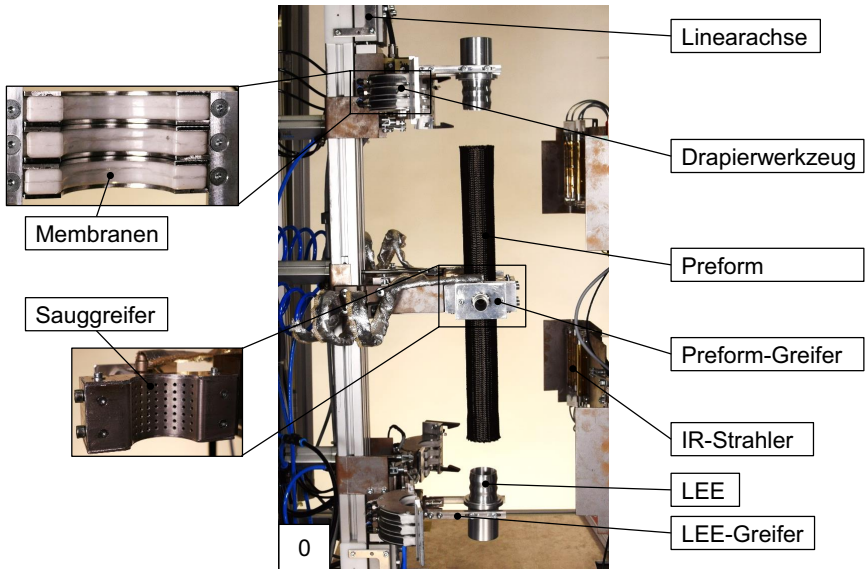 Linearachse
Drapierwerkzeug
Membranen
Preform
Sauggreifer
Preform-Greifer
IR-Strahler
LEE
LEE-Greifer
0